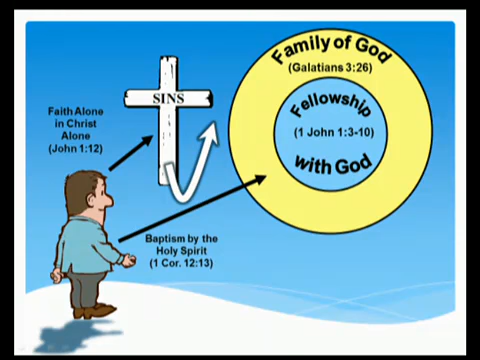 Family of God
(Galatians 3:26)
Fellowship
(1 John 1:3-10)
with God
SINS
Faith Alone
in Christ
Alone
(John 1:12)
Baptism by the
Holy Spirit
(1 Cor. 12:13)